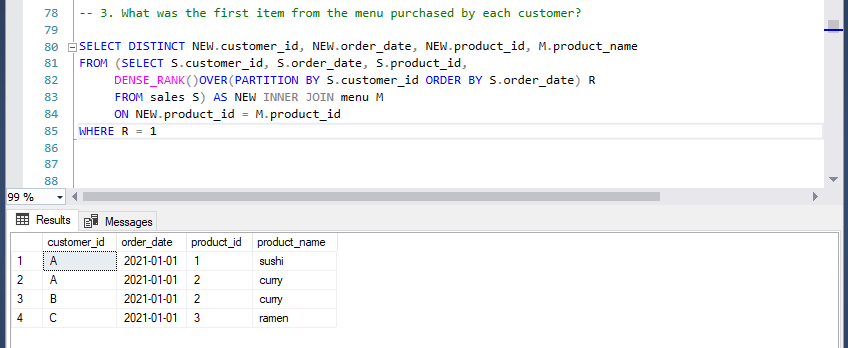 78 -- 3. What was the first item from the menu purchased by each customer?
79
80 SELECT DISTINCT NEW.customer_id, NEW.order_date, NEW.product_id, M.product_name
81 FROM (SELECT S.customer_id, S.order_date, S.product_id,
82 DENSE_RANK()OVER(PARTITION BY S.customer_id ORDER BY S.order_date) R
83 FROM sales S) AS NEW INNER JOIN menu M
84 ON NEW.product_id = M.product_id
85 WHERE R = 1
86
87
88
99 %
Results Messages
customer_id order_date product_id product_name
1 A 2021-01-01 1 sushi
2 A 2021-01-01 2 curry
3 B 2021-01-01 2 curry
4 C 2021-01-01 3 ramen